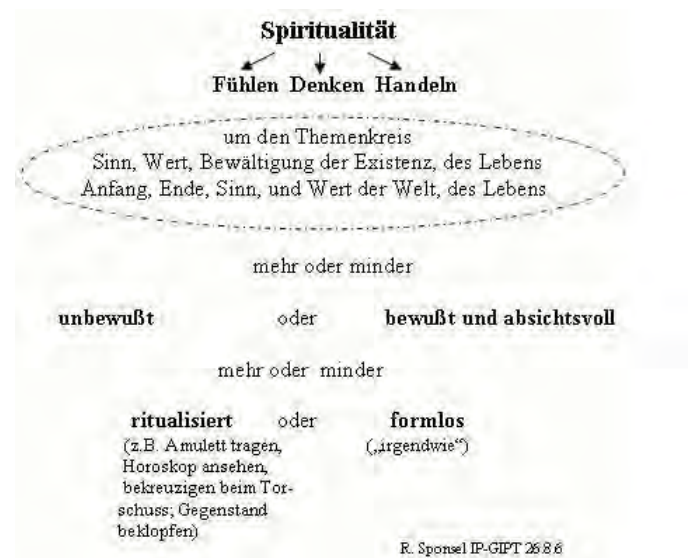 Spiritualität
Fühlen Denken Handeln
um den Themenkreis
Sinn, Wert, Bewältigung der Existenz, des Lebens
Anfang, Ende, Sinn, und Wert der Welt, des Lebens
mehr oder minder
unbewußt oder bewußt und absichtsvoll
mehr oder minder
ritualisiert oder formlos
(z.B. Amulett tragen, („irgendwie“)
Horoskop ansehen,
bekreuzigen beim Tor-
schuss; Gegenstand
beklopfen)
R. Sponsel IP-GIPT 26.8.6